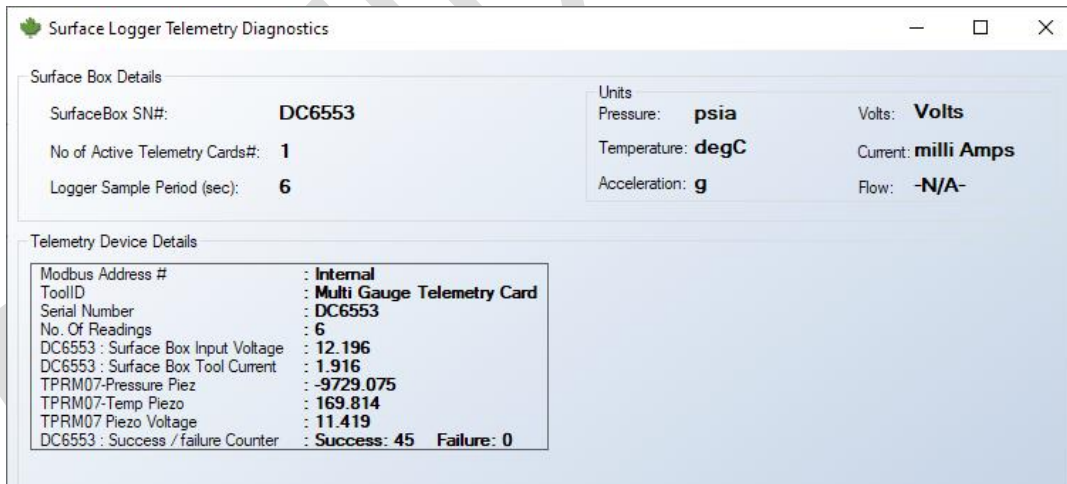 Surface Logger Telemetry Diagnostics
Surface Box Details
SurfaceBox SN#: DC6553
No of Active Telemetry Cards#: 1
Logger Sample Period (sec): 6
Units
Pressure: psia Volts: Volts
Temperature: degC Current: milli Amps
Acceleration: g Flow: -N/A-
Telemetry Device Details
Modbus Address # : Internal
ToolID : Multi Gauge Telemetry Card
Serial Number : DC6553
No. Of Readings : 6
DC6553 : Surface Box Input Voltage : 12.196
DC6553 : Surface Box Tool Current : 1.916
TPRM07-Pressure Piez : -9729.075
TPRM07-Temp Piezo : 169.814
TPRM07 Piezo Voltage : 11.419
DC6553 : Success / failure Counter : Success: 45 Failure: 0